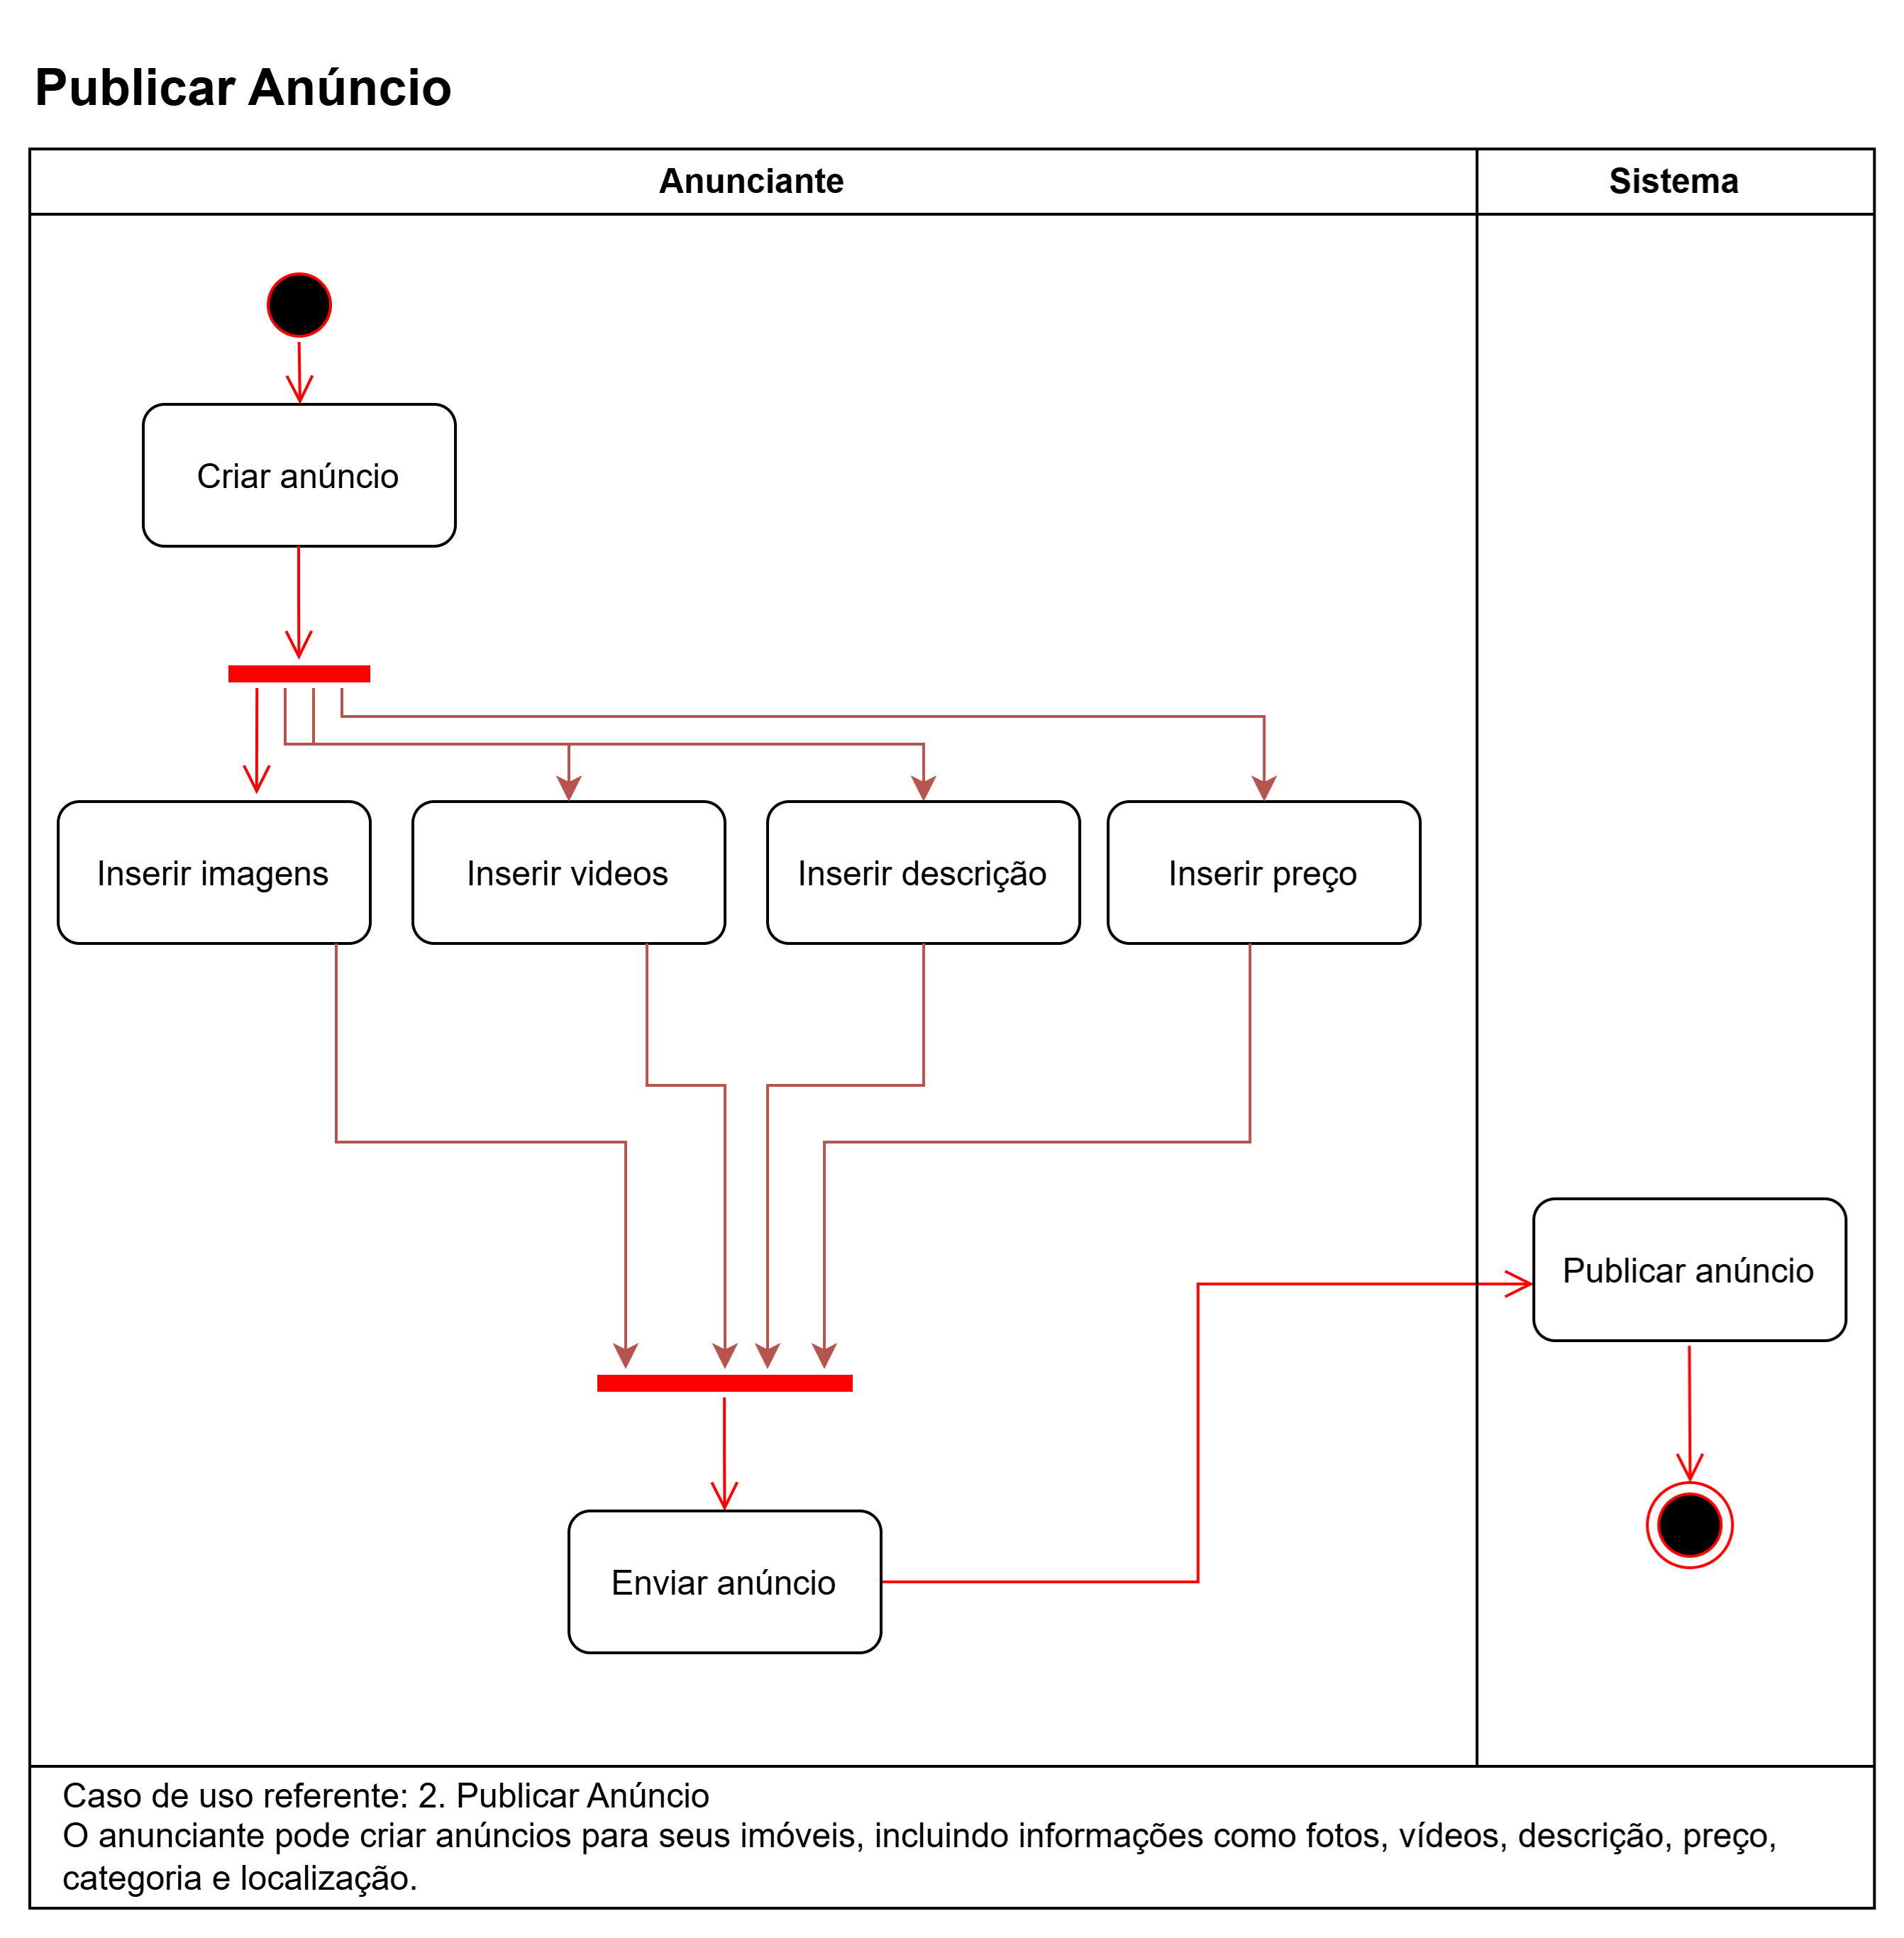 Publicar Anúncio
Anunciante
Sistema
Criar anúncio
Inserir imagens
Inserir videos
Inserir descrição
Inserir preço
Publicar anúncio
Enviar anúncio
Caso de uso referente: 2. Publicar Anúncio
O anunciante pode criar anúncios para seus imóveis, incluindo informações como fotos, vídeos, descrição, preço,
categoria e localização.